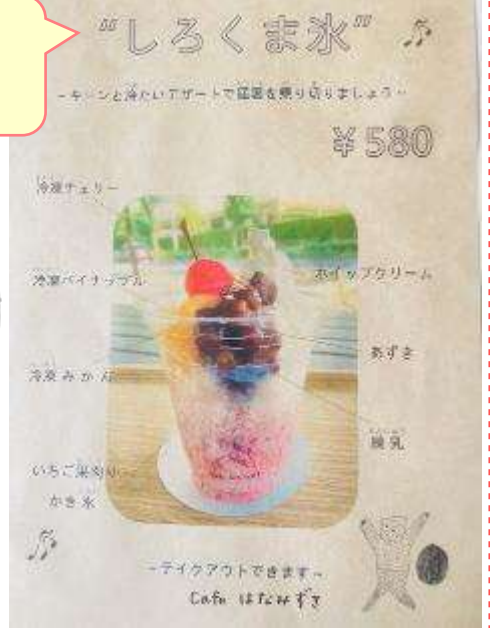 “しろくま氷”
~キーンと冷たいデザートで猛暑を乗り切りましょう~
¥580
冷凍チェリー
冷凍パイナップル
ホイップクリーム
あずき
冷凍みかん
練乳
いちご果肉入り
かき氷
~テイクアウトできます~
Cafe はなみずき